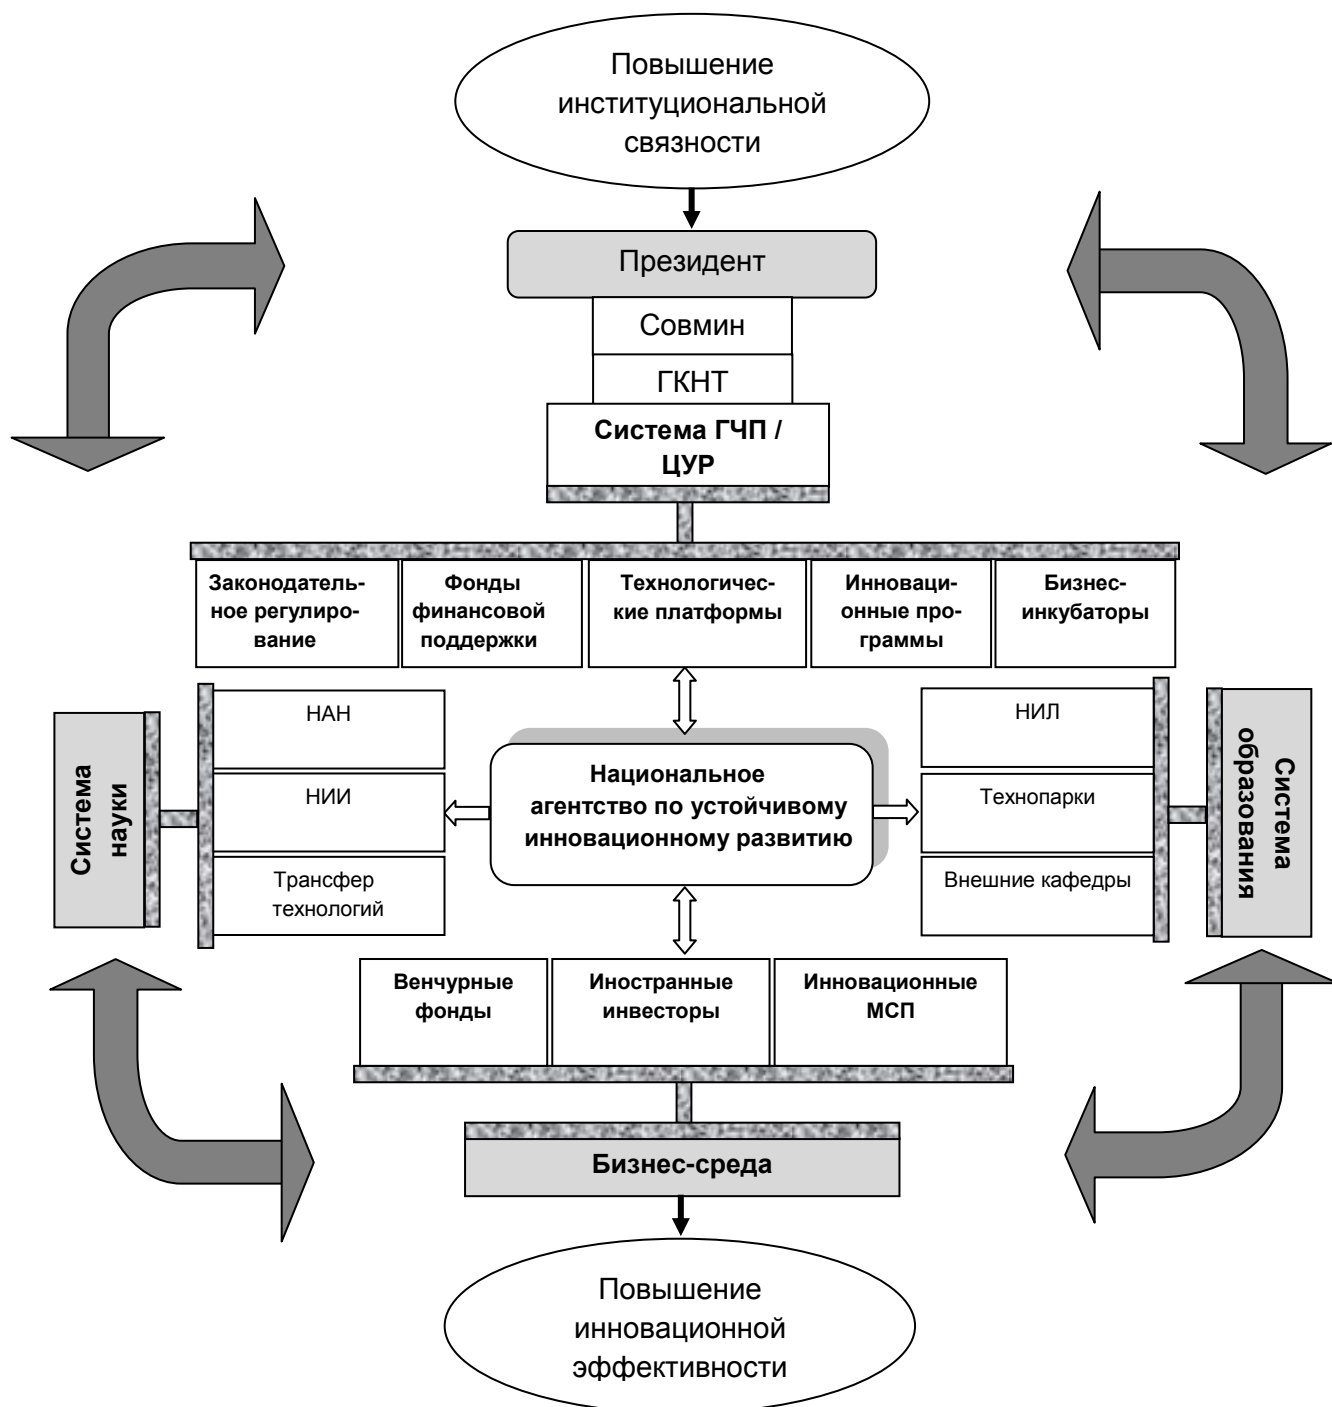 Повышение
институциональной
связности
Президент
Совмин
ГКНТ
Система ГЧП /
ЦУР
Законодатель-
ное регулиро-
вание
Фонды
финансовой
поддержки
Технологичес-
кие платформы
Инноваци-
онные про-
граммы
Бизнес-
инкубаторы
Система
науки
НАН
НИИ
Трансфер
технологий
Национальное
агентство по устойчивому
инновационному развитию
НИЛ
Технопарки
Внешние кафедры
Система
образования
Венчурные
фонды
Иностранные
инвесторы
Инновационные
МСП
Бизнес-среда
Повышение
инновационной
эффективности